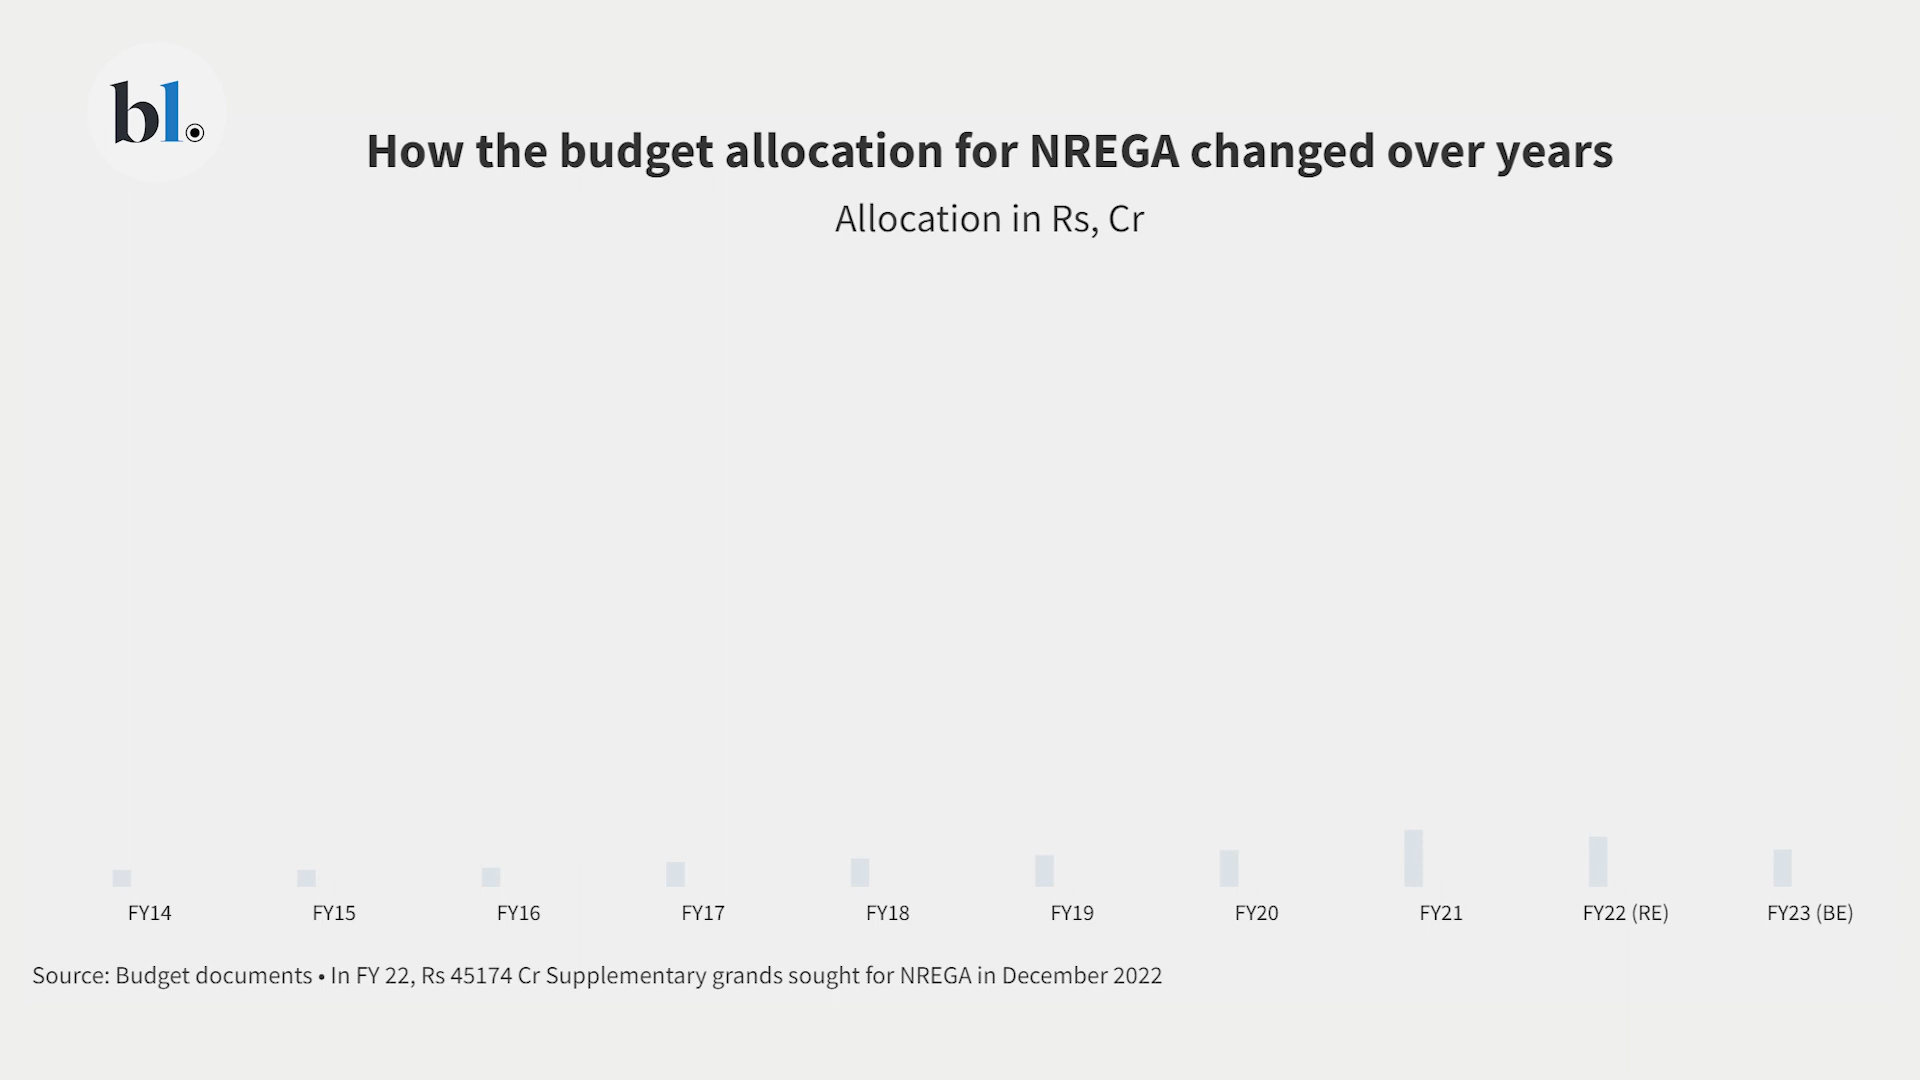 bl.
How the budget allocation for NREGA changed over years
Allocation in Rs, Cr
FY14 FY15 FY16 FY17 FY18 FY19 FY20 FY21 FY22 (RE) FY23 (BE)
Source: Budget documents • In FY 22, Rs 45174 Cr Supplementary grands sought for NREGA in December 2022